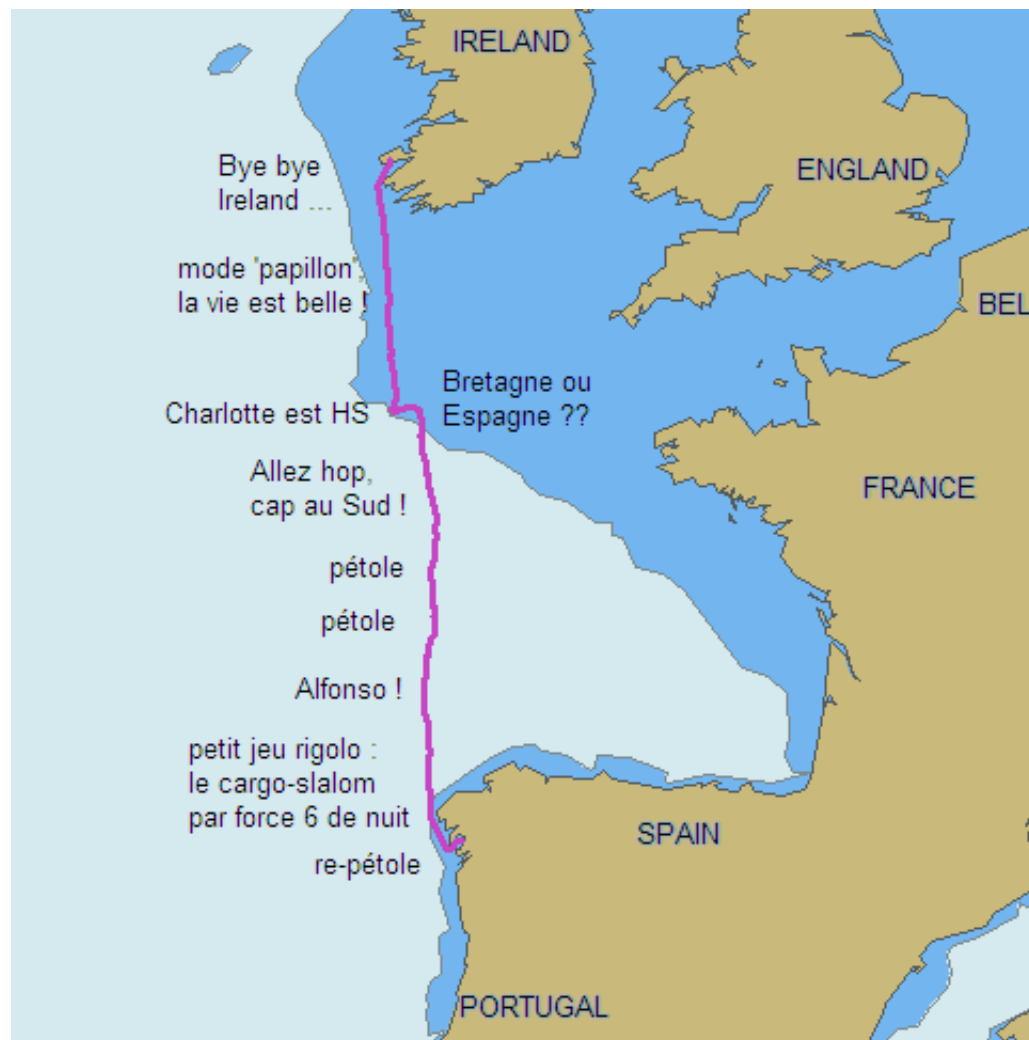 IRELAND
Bye bye
Ireland ...
ENGLAND
mode 'papillon',
la vie est belle !
BEL
Bretagne ou
Espagne ??
Charlotte est HS
Allez hop,
cap au Sud !
FRANCE
pétole
pétole
Alfonso !
petit jeu rigolo :
le cargo-slalom
par force 6 de nuit
SPAIN
re-pétole
PORTUGAL